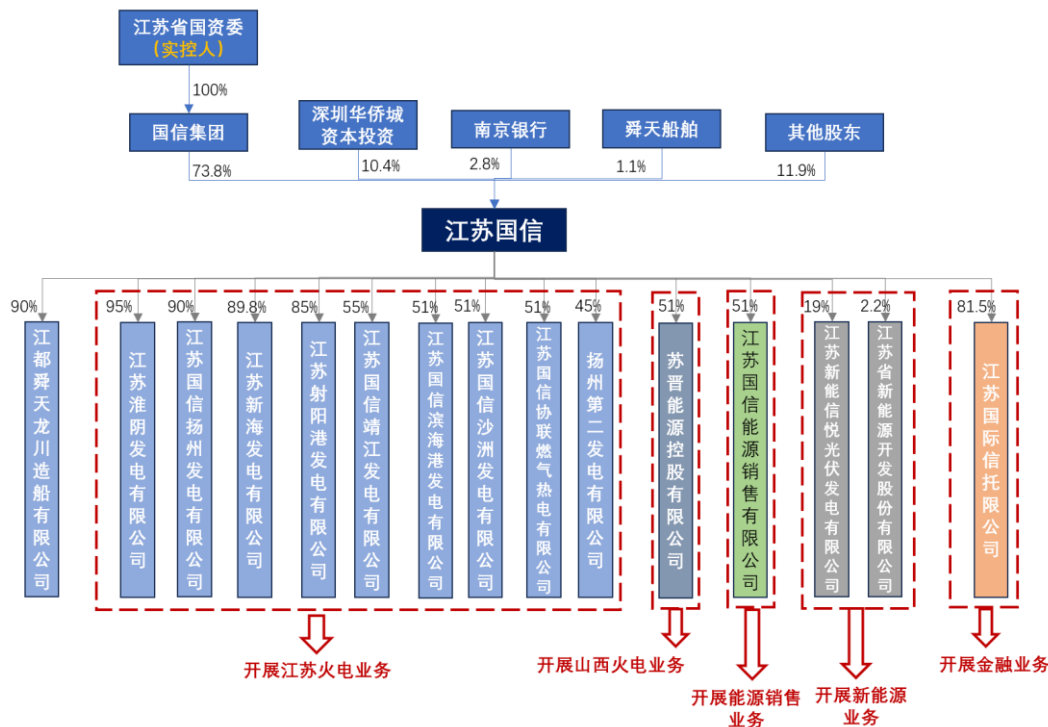 江苏省国资委
(实控人)
100%
国信集团
深圳华侨城
资本投资
南京银行
舜天船舶
其他股东
73.8%
10.4%
2.8%
1.1%
11.9%
江苏国信
90%
95%
90%
89.8%
85%
55%
51%
51%
51%
45%
51%
51%
19%
2.2%
81.5%
江都舜天龙川造船有限公司
江苏淮阴发电有限公司
江苏国信扬州发电有限公司
江苏新海发电有限公司
江苏射阳港发电有限公司
江苏国信靖江发电有限公司
江苏国信滨海港发电有限公司
江苏国信沙洲发电有限公司
江苏国信协联燃气热电有限公司
扬州第二发电有限公司
苏晋能源控股有限公司
江苏国信能源销售有限公司
江苏新能信悦光伏发电有限公司
江苏省新能源开发股份有限公司
江苏国际信托限公司
开展江苏火电业务
开展山西火电业务
开展能源销售
业务
开展新能源
业务
开展金融业务